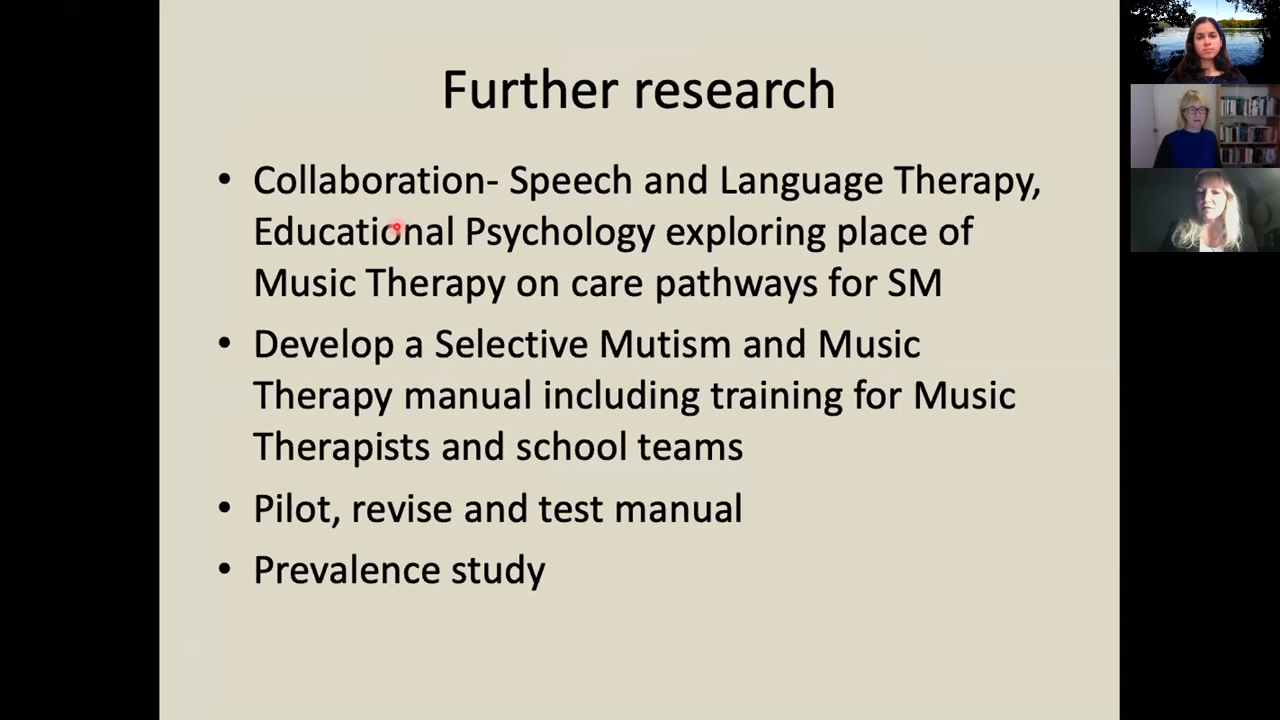 Further research
• Collaboration- Speech and Language Therapy,
Educational Psychology exploring place of
Music Therapy on care pathways for SM
• Develop a Selective Mutism and Music
Therapy manual including training for Music
Therapists and school teams
• Pilot, revise and test manual
• Prevalence study